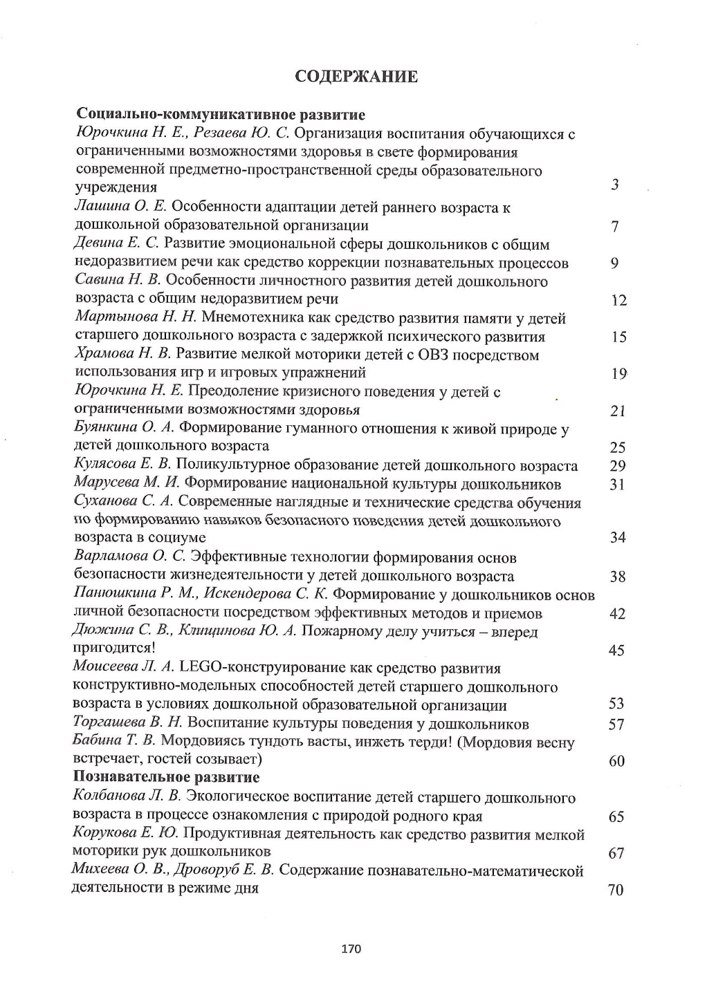 СОДЕРЖАНИЕ
Социально-коммуникативное развитие
Юрочкина Н. Е., Резаева Ю. С. Организация воспитания обучающихся с
ограниченными возможностями здоровья в свете формирования
современной предметно-пространственной среды образовательного
учреждения 3
Лашина О. Е. Особенности адаптации детей раннего возраста к
дошкольной образовательной организации 7
Девина Е. С. Развитие эмоциональной сферы дошкольников с общим
недоразвитием речи как средство коррекции познавательных процессов 9
Савина Н. В. Особенности личностного развития детей дошкольного
возраста с общим недоразвитием речи 12
Мартынова Н. Н. Мнемотехника как средство развития памяти у детей
старшего дошкольного возраста с задержкой психического развития 15
Храмова Н. В. Развитие мелкой моторики детей с ОВЗ посредством
использования игр и игровых упражнений 19
Юрочкина Н. Е. Преодоление кризисного поведения у детей с
ограниченными возможностями здоровья 21
Буянкина О. А. Формирование гуманного отношения к живой природе у
детей дошкольного возраста 25
Кулясова Е. В. Поликультурное образование детей дошкольного возраста 29
Марусева М. И. Формирование национальной культуры дошкольников 31
Суханова С. А. Современные наглядные и технические средства обучения
по формированию навыков безопасного поведения детей дошкольного
возраста в социуме 34
Варламова О. С. Эффективные технологии формирования основ
безопасности жизнедеятельности у детей дошкольного возраста 38
Панюшкина Р. М., Искендерова С. К. Формирование у дошкольников основ
личной безопасности посредством эффективных методов и приемов 42
Дюжина С. В., Клищинова Ю. А. Пожарному делу учиться – вперед
пригодится! 45
Моисеева Л. А. LEGO-конструирование как средство развития
конструктивно-модельных способностей детей старшего дошкольного
возраста в условиях дошкольной образовательной организации 53
Торгашева В. Н. Воспитание культуры поведения у дошкольников 57
Бабина Т. В. Мордовиясь тундоть васты, инжеть терди! (Мордовия весну
встречает, гостей созывает) 60
Познавательное развитие
Колбанова Л. В. Экологическое воспитание детей старшего дошкольного
возраста в процессе ознакомления с природой родного края 65
Корукова Е. Ю. Продуктивная деятельность как средство развития мелкой
моторики рук дошкольников 67
Михеева О. В., Дроворуб Е. В. Содержание познавательно-математической
деятельности в режиме дня 70
170